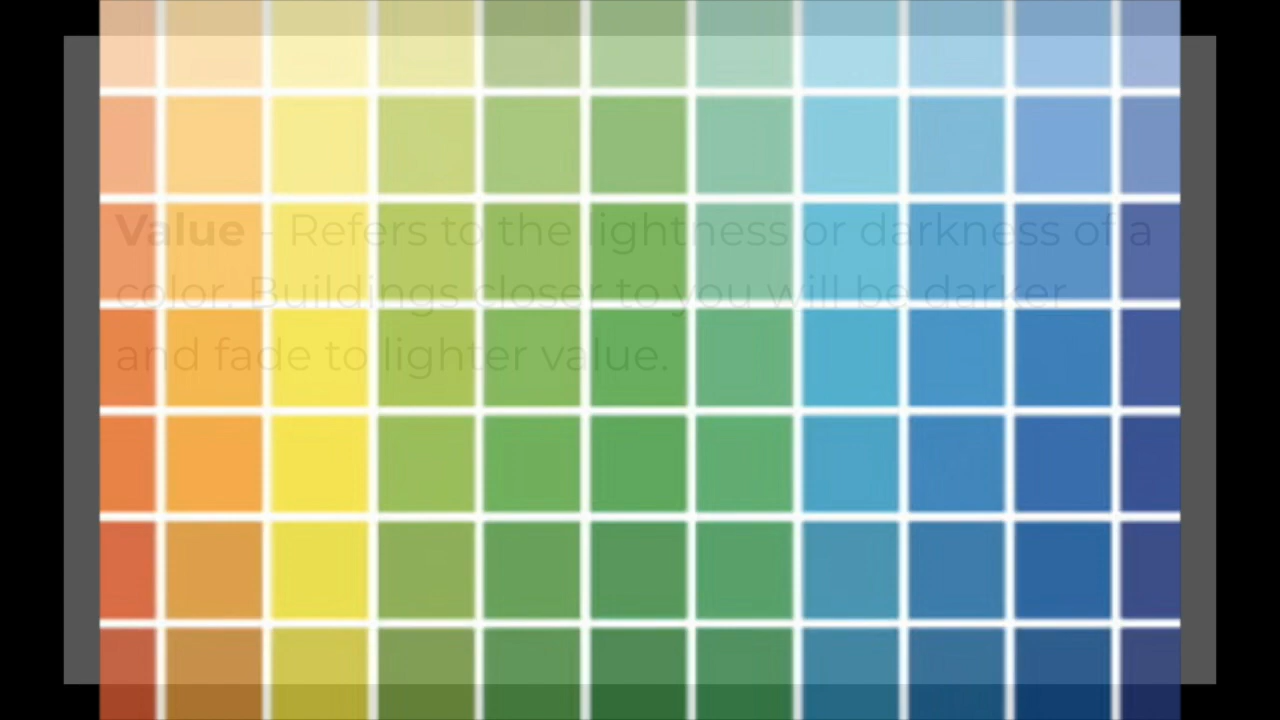 Value - Refers to the lightness or darkness of a
color. Buildings closer to you will be darker
and fade to lighter value.